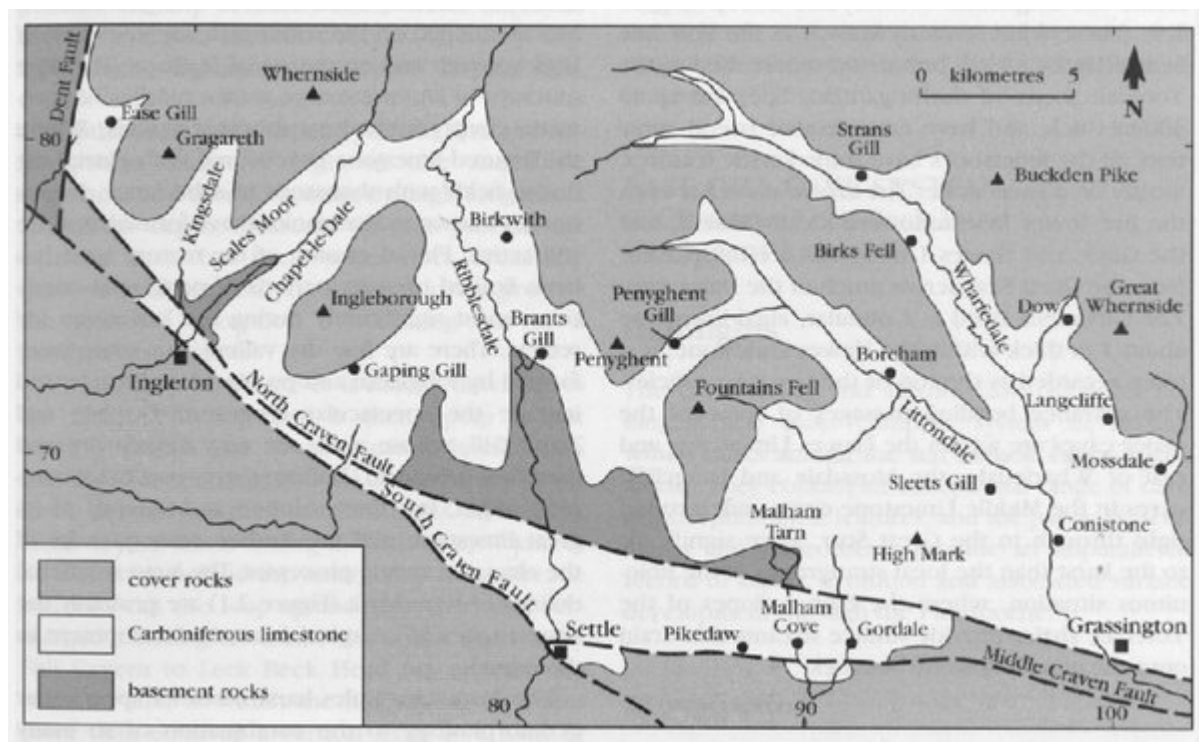 Dent Fault
Whernside
0 kilometres 5
N
Ease Gill
80
Gragareth
Strans
Gill
Buckden Pike
Kingsdale
Scales Moor
Chapel-le-Dale
Birkwith
Ribblesdale
Birks Fell
Wharfedale
Ingleborough
Penyghent
Gill
Dow
Great
Whernside
Brants
Gill
Penyghent
Boreham
Ingleton
Gaping Gill
Fountains Fell
Littondale
Langcliffe
North Craven Fault
70
Mossdale
South Craven Fault
Sleets Gill
Malham
Tarn
High Mark
Conistone
cover rocks
Carboniferous limestone
basement rocks
Settle
Pikedaw
Malham
Cove
Gordale
Grassington
Middle Craven Fault
80
90
100